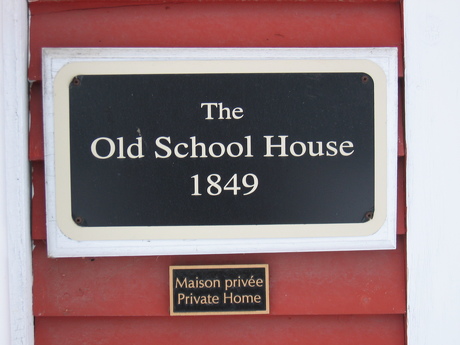 The
Old School House
1849
Maison privée
Private Home